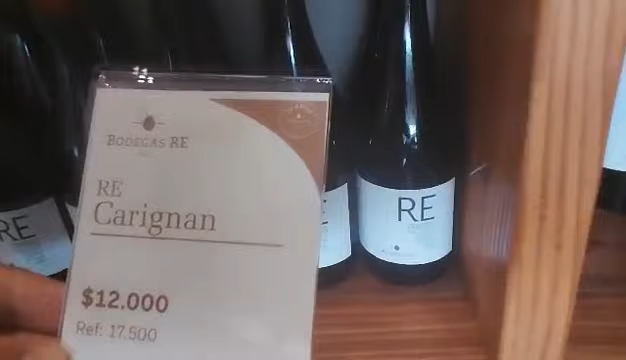 BODEGAS RE
RE
Carignan
$12.000
Ref: 17.500
RE
RE